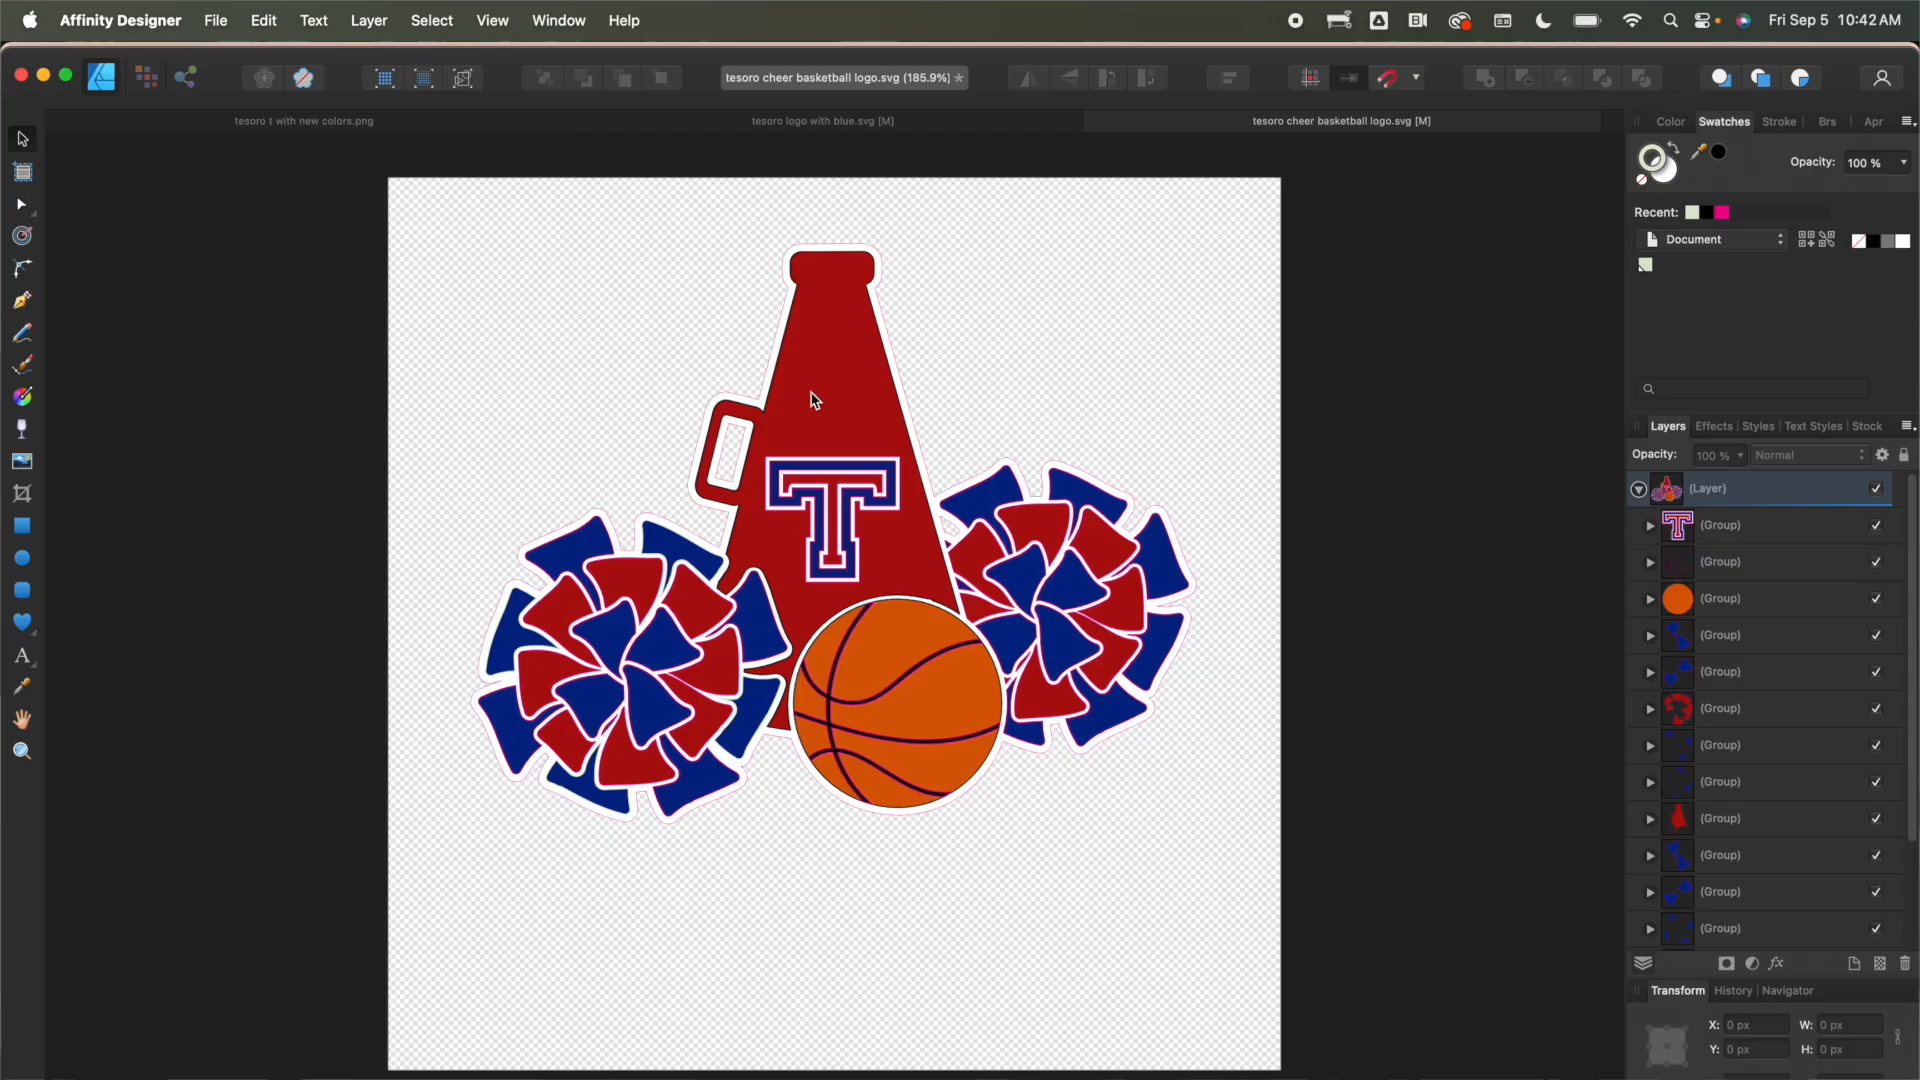 Affinity Designer File Edit Text Layer Select View Window Help Fri Sep 5 10:42 AM
tesoro cheer basketball logo.svg (185.9%) *
tesoro t with new colors.png tesoro logo with blue.svg [M] tesoro cheer basketball logo.svg [M]
Color Swatches Stroke Brs Apr
Opacity: 100 %
Recent:
Document
Layers Effects Styles Text Styles Stock
Opacity: 100 % Normal
(Layer)
(Group)
(Group)
(Group)
(Group)
(Group)
(Group)
(Group)
(Group)
(Group)
(Group)
(Group)
(Group)
T
fx
Transform History Navigator
X: 0 px W: 0 px
Y: 0 px H: 0 px